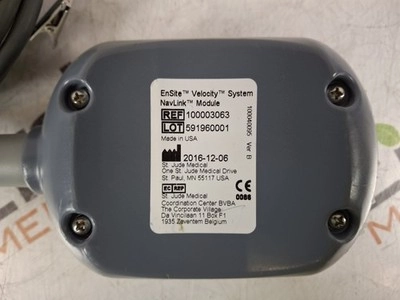 EnSite™ Velocity™ System
NavLink™ Module
REF 100003063
LOT 591960001
Made in USA
2016-12-06
St. Jude Medical
One St. Jude Medical Drive
St. Paul, MN 55117 USA
EC REP
St. Jude Medical
Coordination Center BVBA
The Corporate Village
Da Vincilaan 11 Box F1
1935 Zaventem Belgium
CE
0086
100040095 Ver B